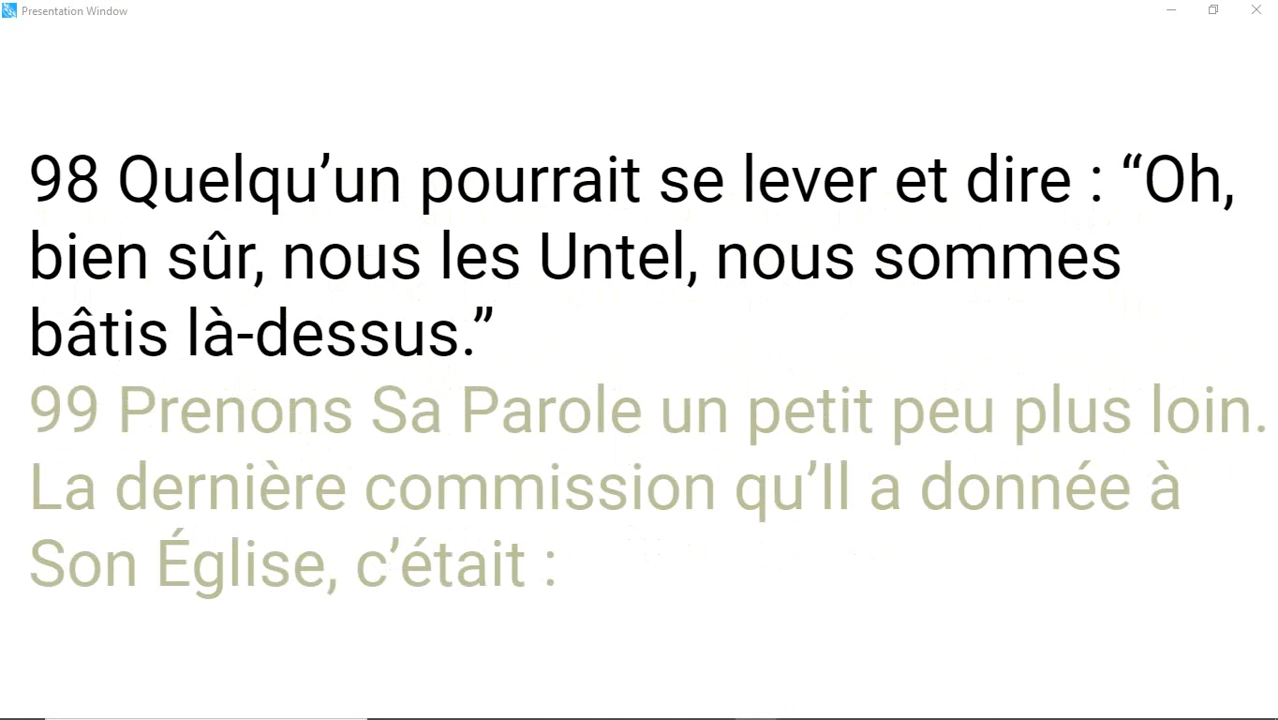 Presentation Window
98 Quelqu’un pourrait se lever et dire : “Oh,
bien sûr, nous les Untel, nous sommes
bâtis là-dessus.”
99 Prenons Sa Parole un petit peu plus loin.
La dernière commission qu’Il a donnée à
Son Église, c’était :